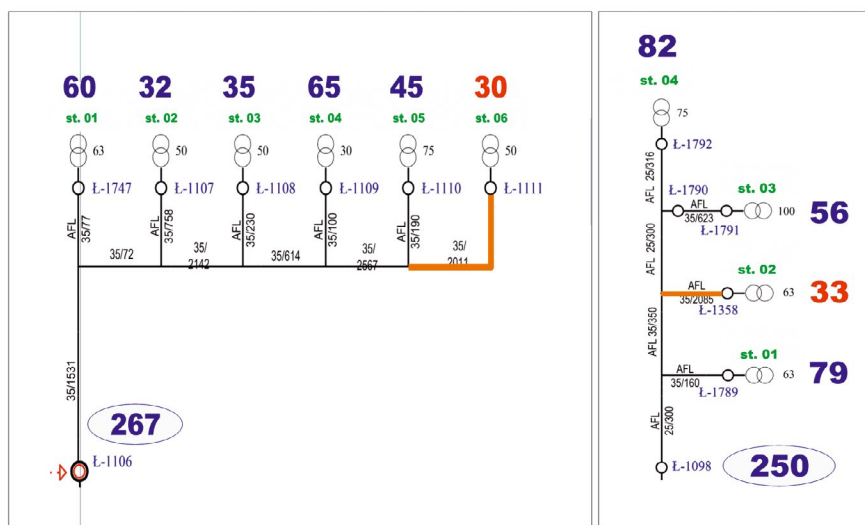 60 32 35 65 45 30
st. 01 st. 02 st. 03 st. 04 st. 05 st. 06
63 50 50 30 75 50
Ł-1747 Ł-1107 Ł-1108 Ł-1109 Ł-1110 Ł-1111
AFL 35/77 AFL 35/758 AFL 35/230 AFL 35/100 AFL 35/190
35/72 35/2142 35/614 35/2567 35/2011
35/1531
267
Ł-1106
82
st. 04
75
Ł-1792
AFL 25/316
Ł-1790
st. 03
AFL
35/623
100
56
Ł-1791
AFL 25/300
st. 02
AFL
35/2085
63
33
Ł-1358
AFL 35/350
st. 01
AFL
35/160
63
79
Ł-1789
AFL
25/300
Ł-1098
250